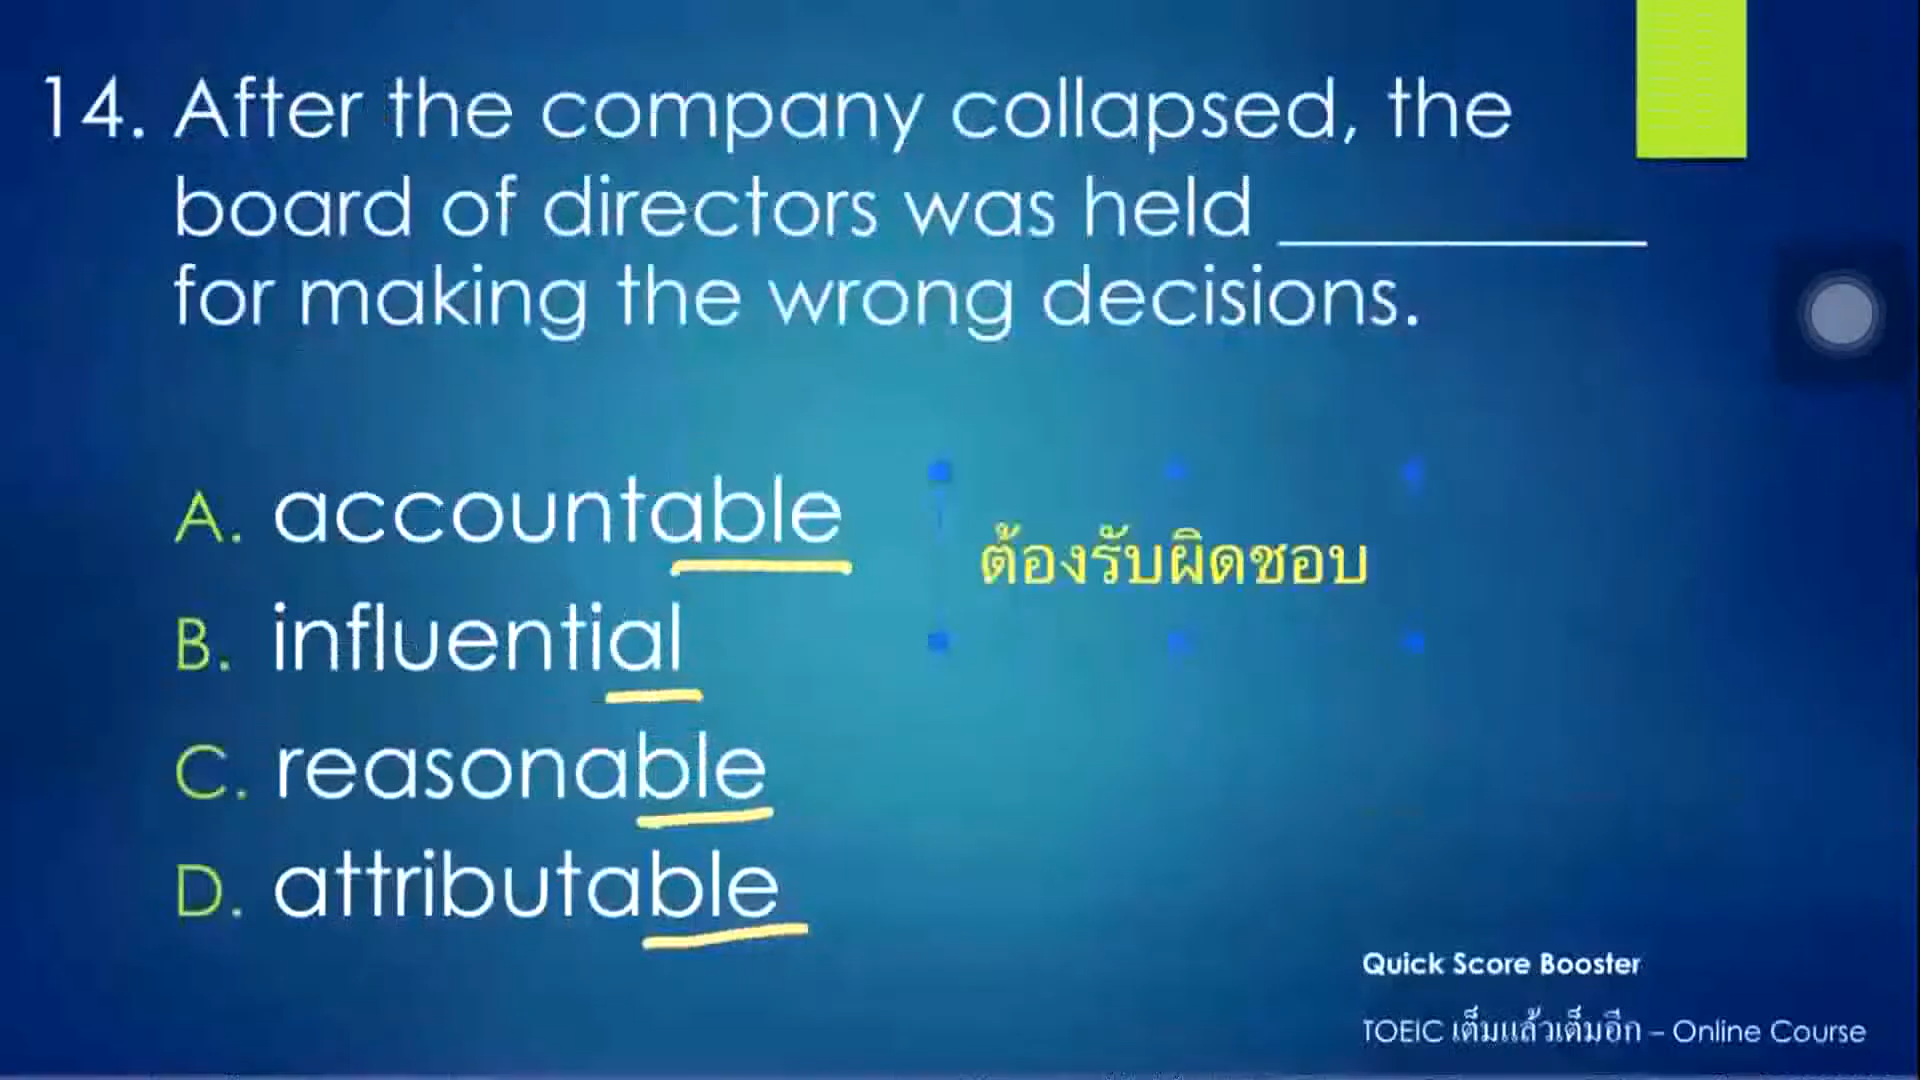 14. After the company collapsed, the
board of directors was held __________
for making the wrong decisions.
A. accountable
ต้องรับผิดชอบ
B. influential
C. reasonable
D. attributable
Quick Score Booster
TOEIC เต็มแล้วเต็มอีก – Online Course